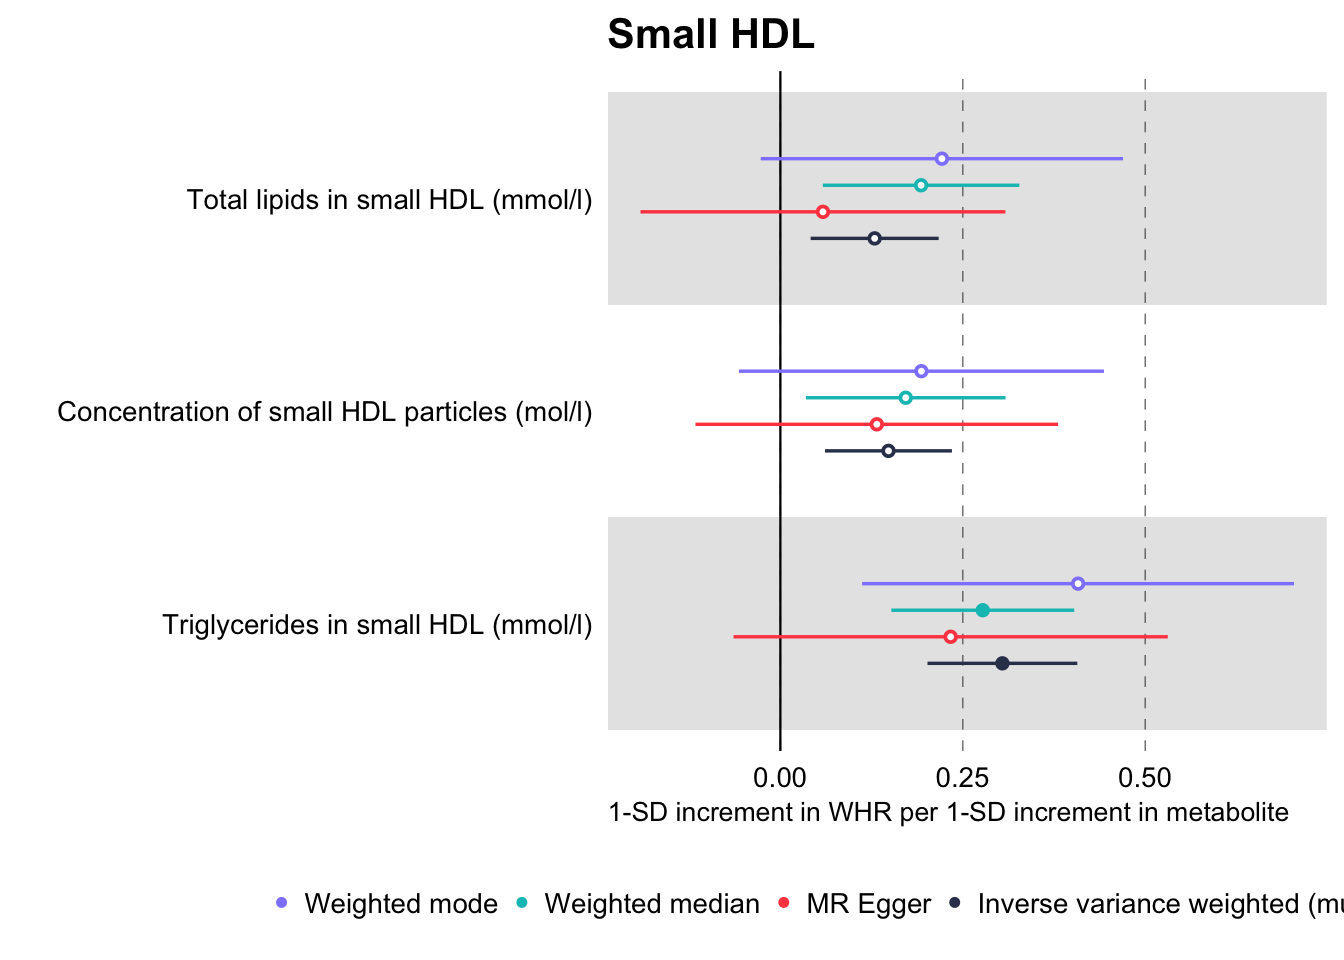 Small HDL
Total lipids in small HDL (mmol/l)
Concentration of small HDL particles (mol/l)
Triglycerides in small HDL (mmol/l)
0.00 0.25 0.50
1-SD increment in WHR per 1-SD increment in metabolite
Weighted mode Weighted median MR Egger Inverse variance weighted